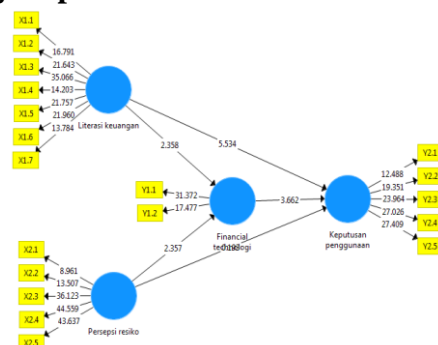 X1.1
X1.2
X1.3
X1.4
X1.5
X1.6
X1.7
16.791
21.643
35.066
14.203
21.757
21.960
13.784
Literasi keuangan
2.358
5.534
Y1.1
Y1.2
31.372
17.477
Financial
3.662
Keputusan
penggunaan
12.488
19.351
23.964
27.026
27.409
Y2.1
Y2.2
Y2.3
Y2.4
Y2.5
2.357
X2.1
X2.2
X2.3
X2.4
X2.5
8.961
13.507
36.123
44.559
43.637
Persepsi resiko